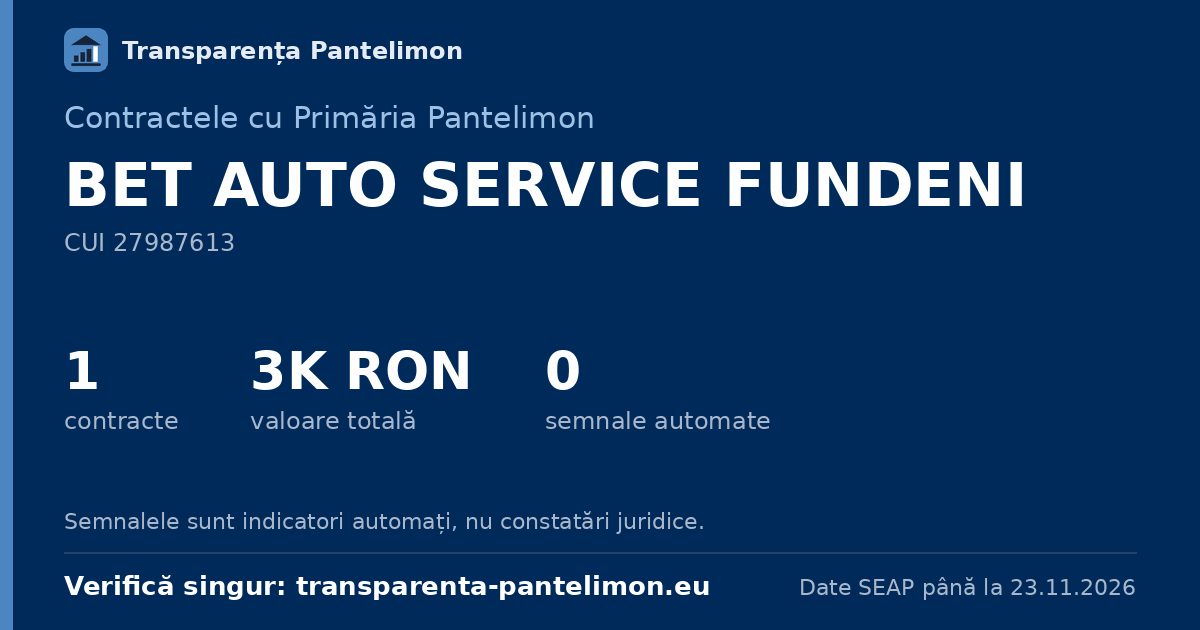 Transparența Pantelimon
Contractele cu Primăria Pantelimon
BET AUTO SERVICE FUNDENI
CUI 27987613
1 3K RON 0
contracte valoare totală semnale automate
Semnalele sunt indicatori automați, nu constatări juridice.
Verifică singur: transparenta-pantelimon.eu Date SEAP până la 23.11.2026